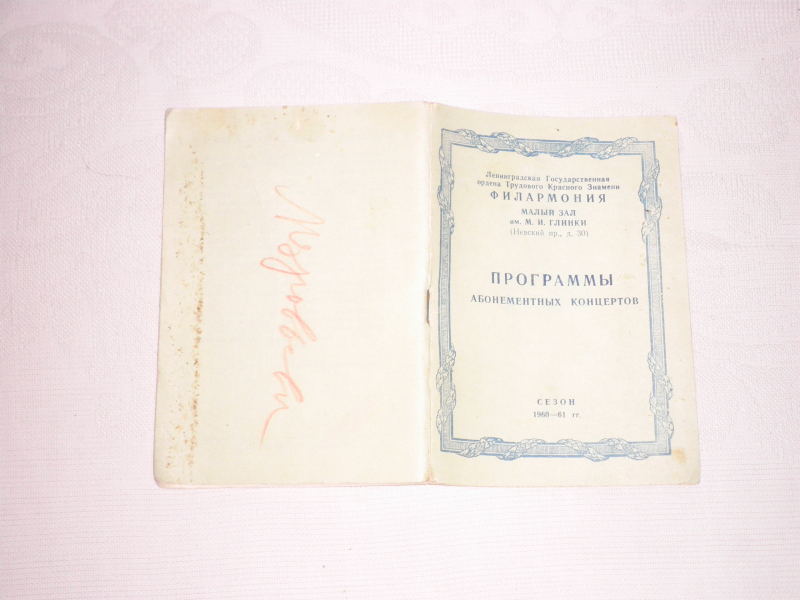 Ленинградская Государственная
ордена Трудового Красного Знамени
ФИЛАРМОНИЯ
МАЛЫЙ ЗАЛ
им. М. И. ГЛИНКИ
(Невский пр., д. 30)
ПРОГРАММЫ
АБОНЕМЕНТНЫХ КОНЦЕРТОВ
СЕЗОН
1960—61 гг.